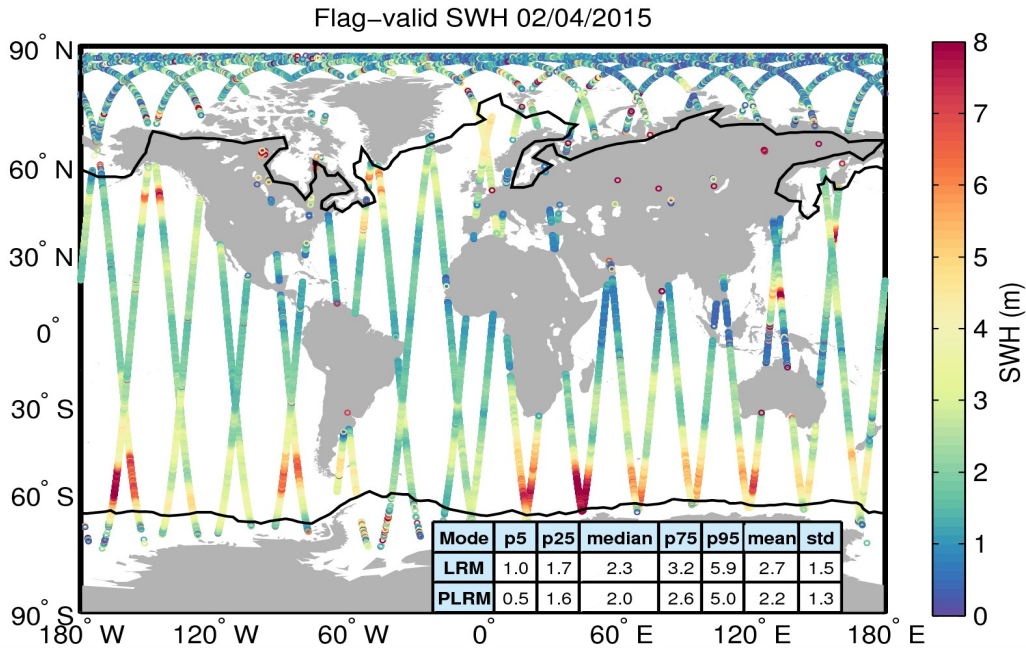 Flag−valid SWH 02/04/2015
90° N
60° N
30° N
0°
30° S
60° S
90° S
180° W
120° W
60° W
0°
60° E
120° E
180° E
Mode p5 p25 median p75 p95 mean std
LRM 1.0 1.7 2.3 3.2 5.9 2.7 1.5
PLRM 0.5 1.6 2.0 2.6 5.0 2.2 1.3
8
7
6
5
4
3
2
1
0
SWH (m)